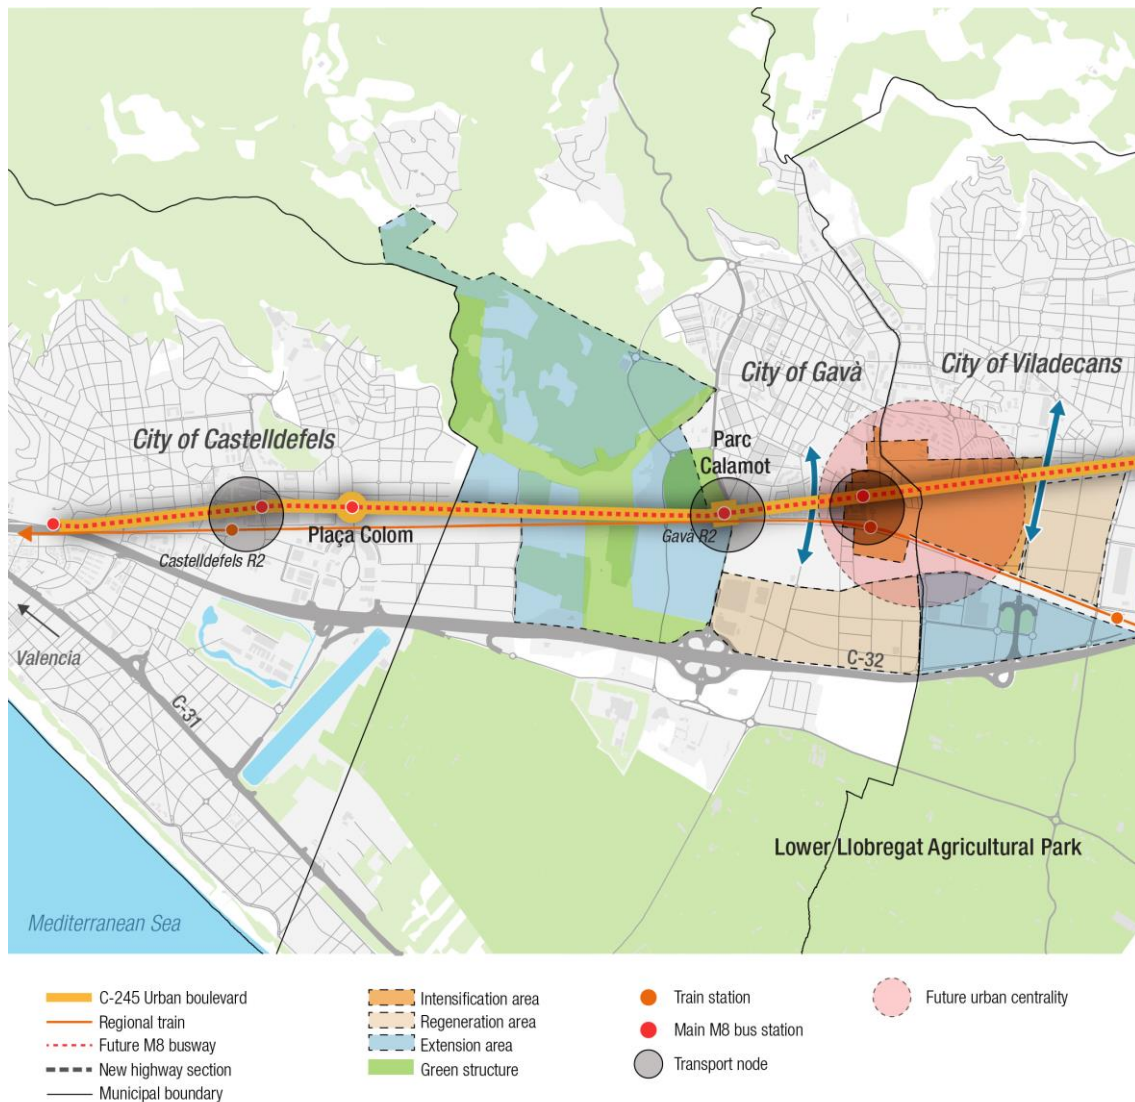 City of Gavà
City of Viladecans
City of Castelldefels
Parc
Calamot
Plaça Colom
Gavà R2
Castelldefels R2
Valencia
C-32
C-31
Lower Llobregat Agricultural Park
Mediterranean Sea
C-245 Urban boulevard
Regional train
Future M8 busway
New highway section
Municipal boundary
Intensification area
Regeneration area
Extension area
Green structure
Train station
Main M8 bus station
Transport node
Future urban centrality